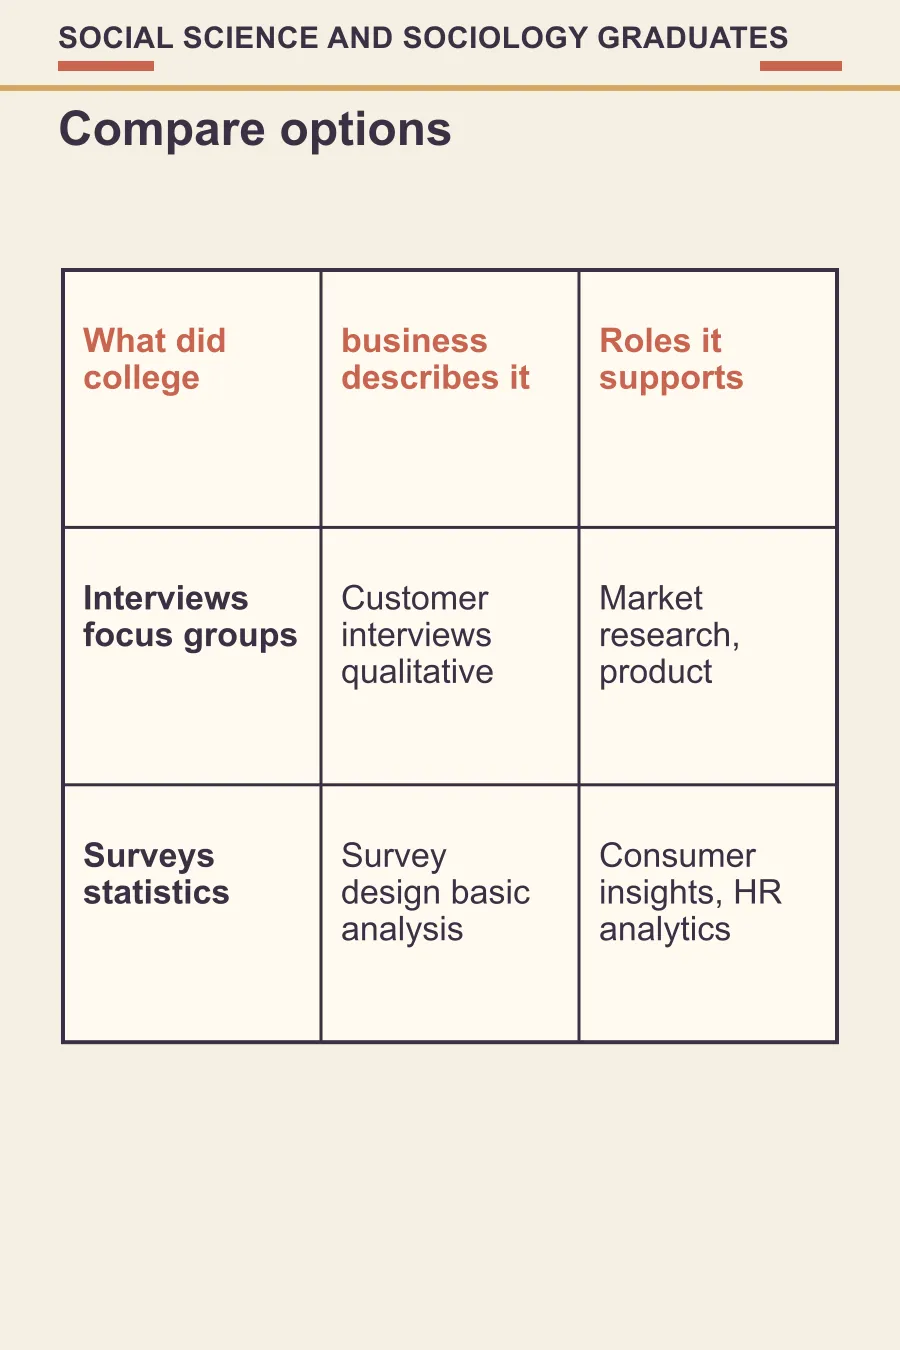 SOCIAL SCIENCE AND SOCIOLOGY GRADUATES
Compare options
What did
college
business
describes it
Roles it
supports
Interviews
focus groups
Customer
interviews
qualitative
Market
research,
product
Surveys
statistics
Survey
design basic
analysis
Consumer
insights, HR
analytics